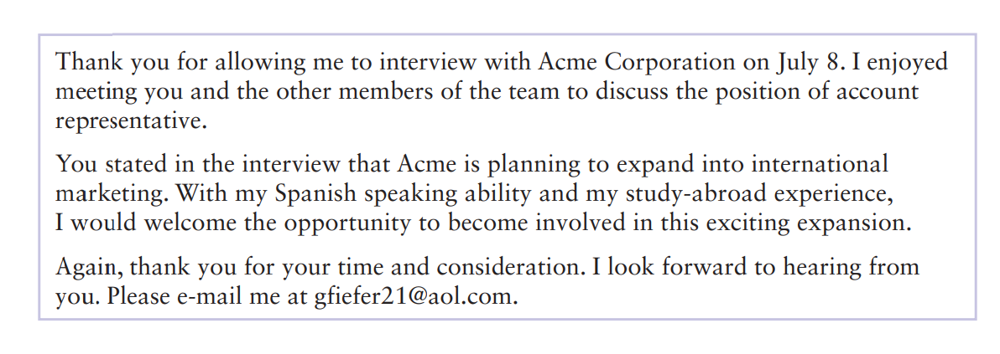 Thank you for allowing me to interview with Acme Corporation on July 8. I enjoyed
meeting you and the other members of the team to discuss the position of account
representative.
You stated in the interview that Acme is planning to expand into international
marketing. With my Spanish speaking ability and my study-abroad experience,
I would welcome the opportunity to become involved in this exciting expansion.
Again, thank you for your time and consideration. I look forward to hearing from
you. Please e-mail me at gfiefer21@aol.com.